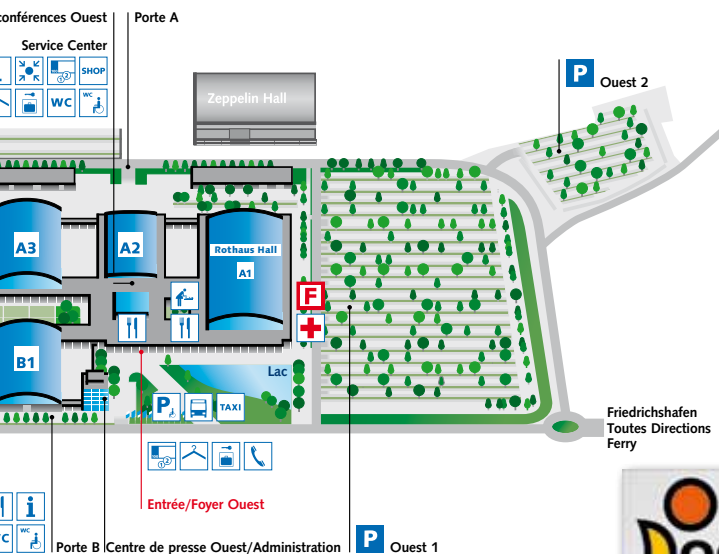 conférences Ouest
Porte A
Service Center
SHOP
WC
WC
P
Ouest 2
Zeppelin Hall
A3
A2
Rothaus Hall
A1
F
B1
Lac
P
TAXI
Friedrichshafen
Toutes Directions
Ferry
Entrée/Foyer Ouest
i
WC
Porte B
Centre de presse Ouest/Administration
P
Ouest 1